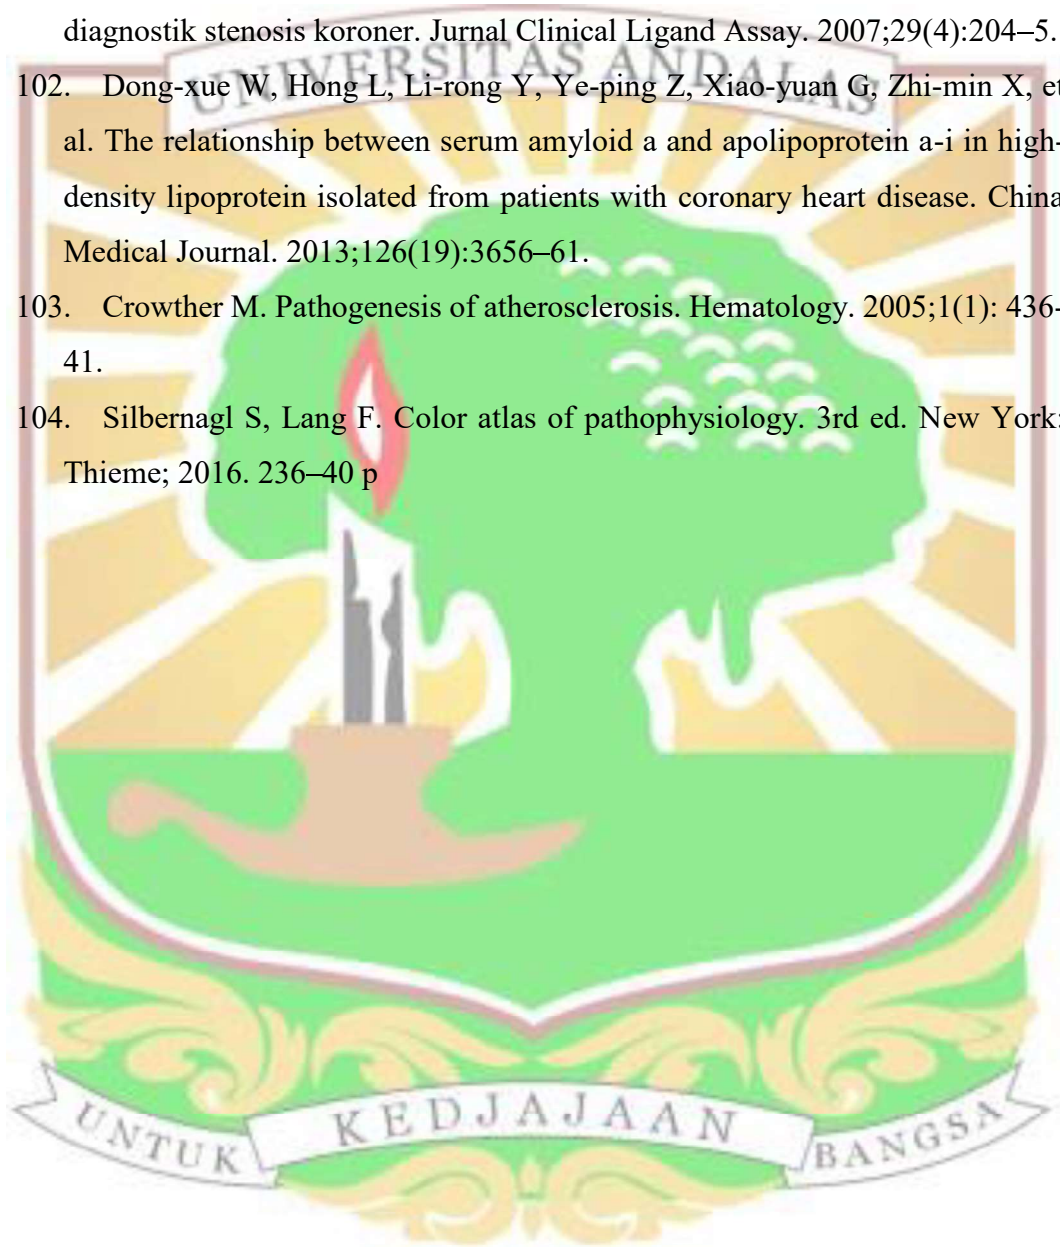 diagnostik stenosis koroner. Jurnal Clinical Ligand Assay. 2007;29(4):204–5.
UNIVERSITAS ANDALAS
102. Dong-xue W, Hong L, Li-rong Y, Ye-ping Z, Xiao-yuan G, Zhi-min X, et
al. The relationship between serum amyloid a and apolipoprotein a-i in high-
density lipoprotein isolated from patients with coronary heart disease. China
Medical Journal. 2013;126(19):3656–61.
103. Crowther M. Pathogenesis of atherosclerosis. Hematology. 2005;1(1): 436-
41.
104. Silbernagl S, Lang F. Color atlas of pathophysiology. 3rd ed. New York:
Thieme; 2016. 236–40 p
UNTUK KEDJAJAAN BANGSA